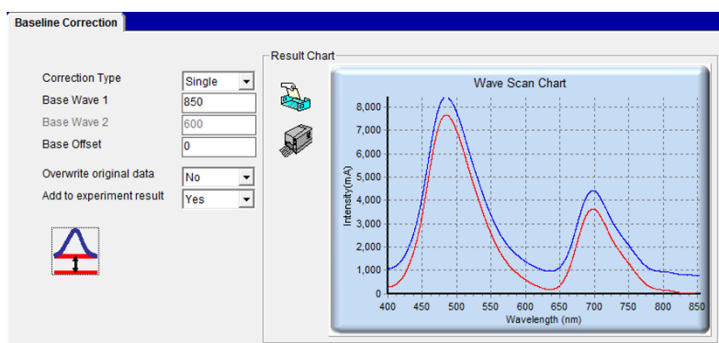 Baseline Correction
Correction Type Single
Base Wave 1 850
Base Wave 2 600
Base Offset 0
Overwrite original data No
Add to experiment result Yes
Result Chart
Wave Scan Chart
Intensity(mA)
8,000
7,000
6,000
5,000
4,000
3,000
2,000
1,000
0
400 450 500 550 600 650 700 750 800 850
Wavelength (nm)